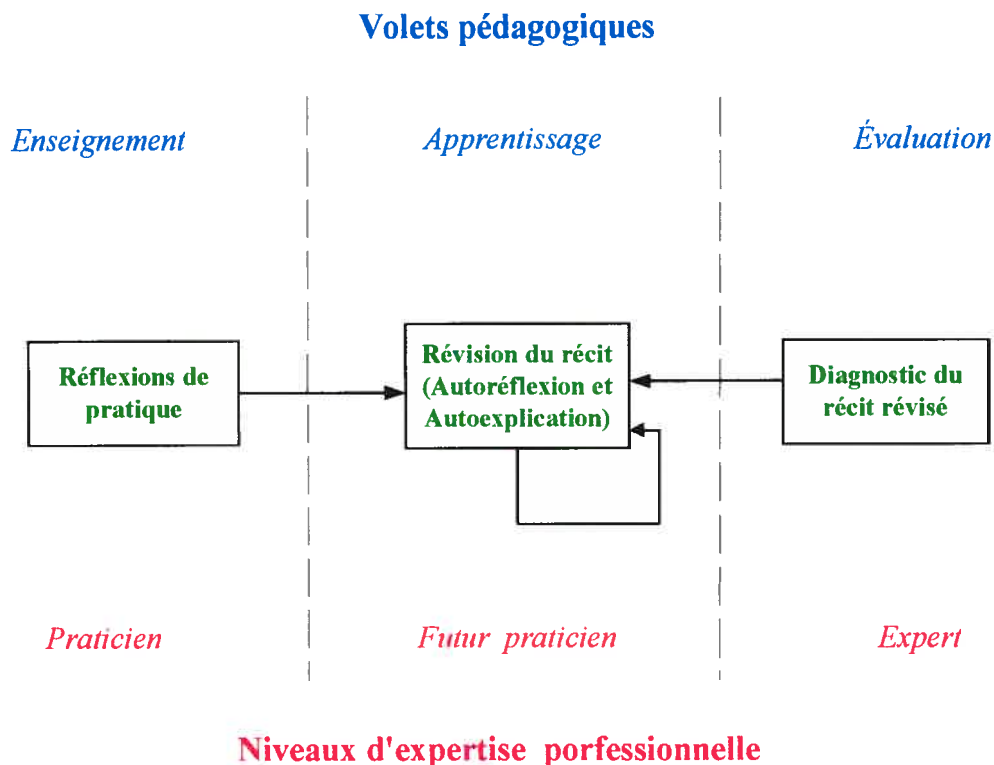 Volets pédagogiques
Enseignement
Apprentissage
Évaluation
Réflexions de
pratique
Révision du récit
(Autoréflexion et
Autoexplication)
Diagnostic du
récit révisé
Praticien
Futur praticien
Expert
Niveaux d'expertise porfessionnelle